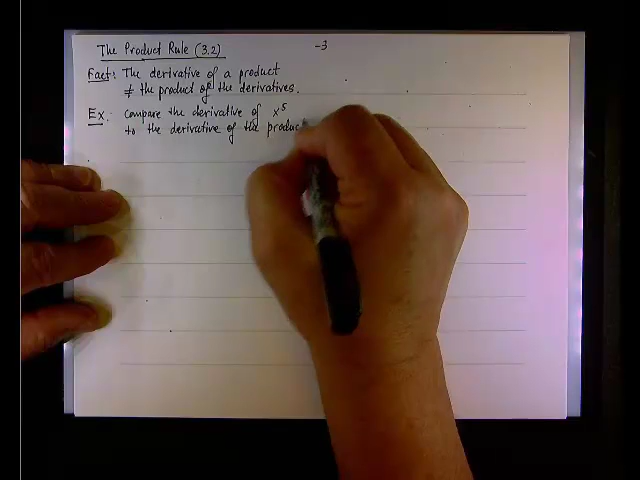 The Product Rule (3.2)
-3
Fact: The derivative of a product
≠ the product of the derivatives.
Ex: Compare the derivative of x⁵
to the derivative of the product